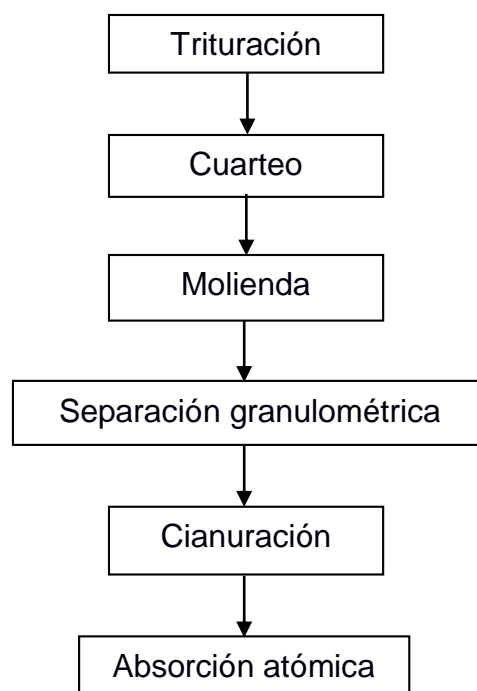 Trituración
Cuarteo
Molienda
Separación granulométrica
Cianuración
Absorción atómica